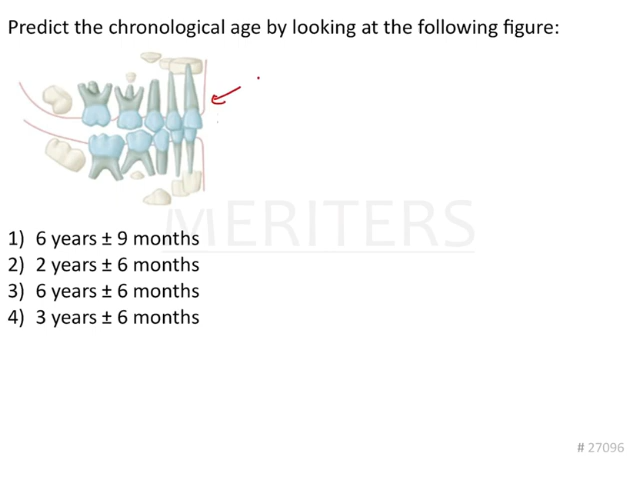 Predict the chronological age by looking at the following figure:
MERITERS
1) 6 years ± 9 months
2) 2 years ± 6 months
3) 6 years ± 6 months
4) 3 years ± 6 months
# 27096